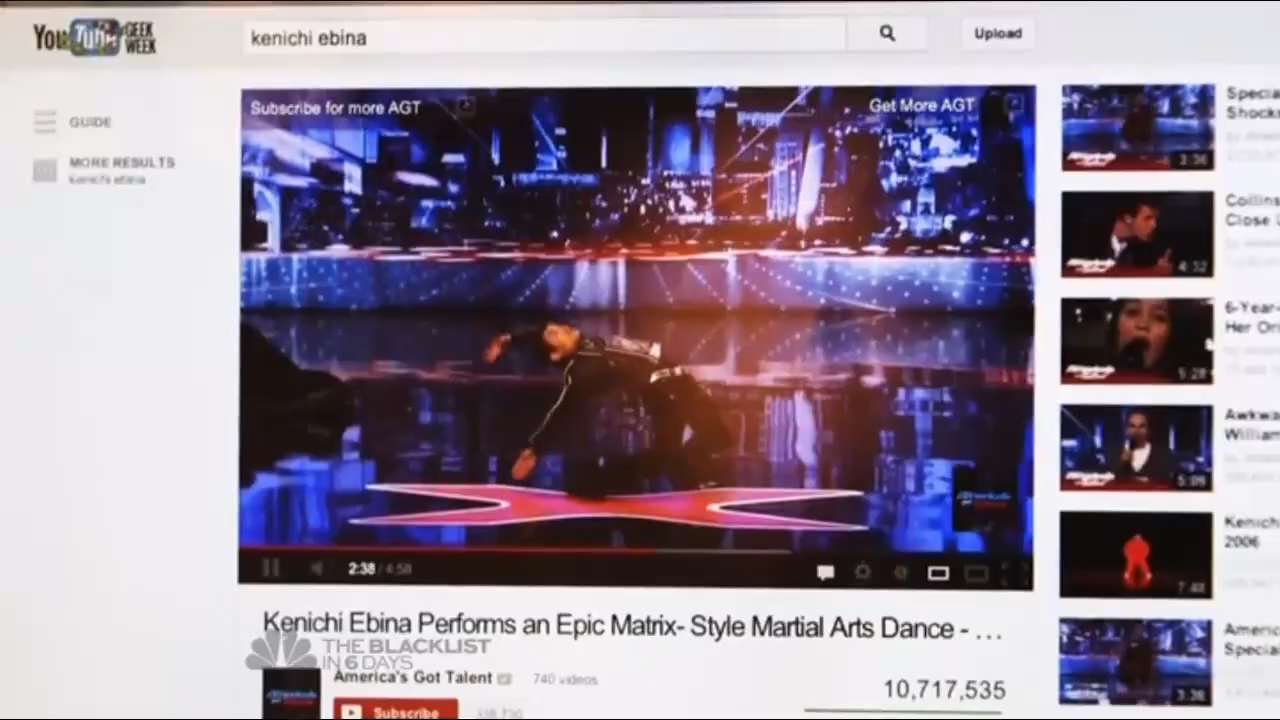 YouTube GEEK WEEK
kenichi ebina
Upload
GUIDE
MORE RESULTS
kenichi ebina
Subscribe for more AGT
Get More AGT
2:38 / 4:58
Kenichi Ebina Performs an Epic Matrix- Style Martial Arts Dance - ...
THE BLACKLIST
IN 6 DAYS
America's Got Talent 740 videos
Subscribe
10,717,535
Specia
Shock
3:36
Collins
Close
4:32
6-Year-
Her Or
5:28
Awkwa
William
5:09
Kenich
2006
7:48
Americ
Specia
3:36